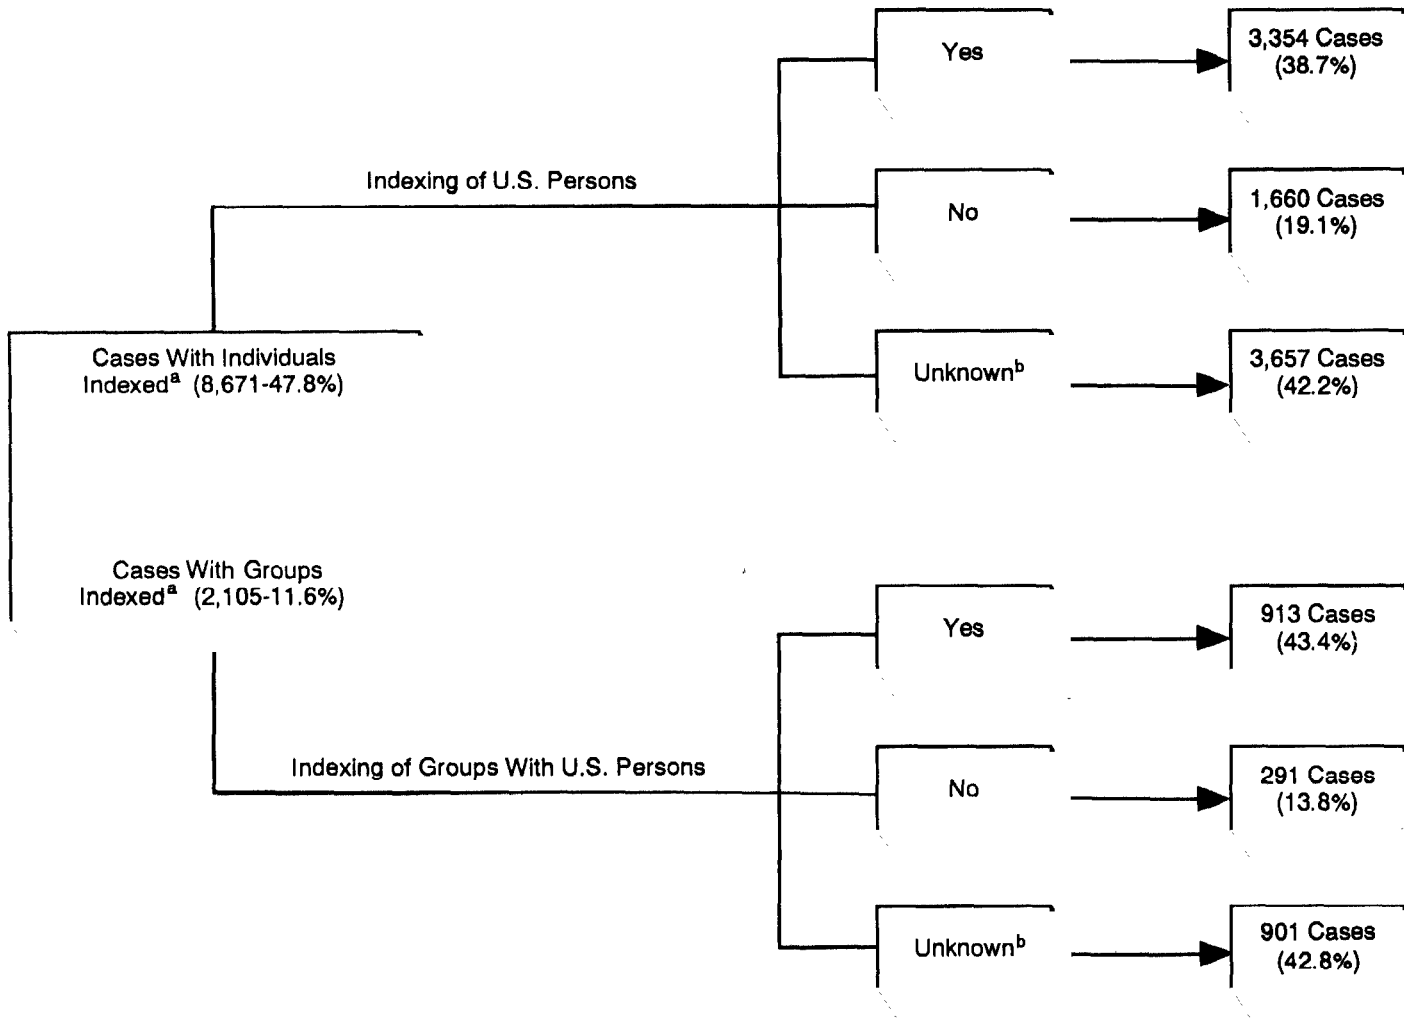 Yes
3,354 Cases
(38.7%)
Indexing of U.S. Persons
No
1,660 Cases
(19.1%)
Cases With Individuals
Indexedᵃ (8,671-47.8%)
Unknownᵇ
3,657 Cases
(42.2%)
Cases With Groups
Indexedᵃ (2,105-11.6%)
Yes
913 Cases
(43.4%)
Indexing of Groups With U.S. Persons
No
291 Cases
(13.8%)
Unknownᵇ
901 Cases
(42.8%)